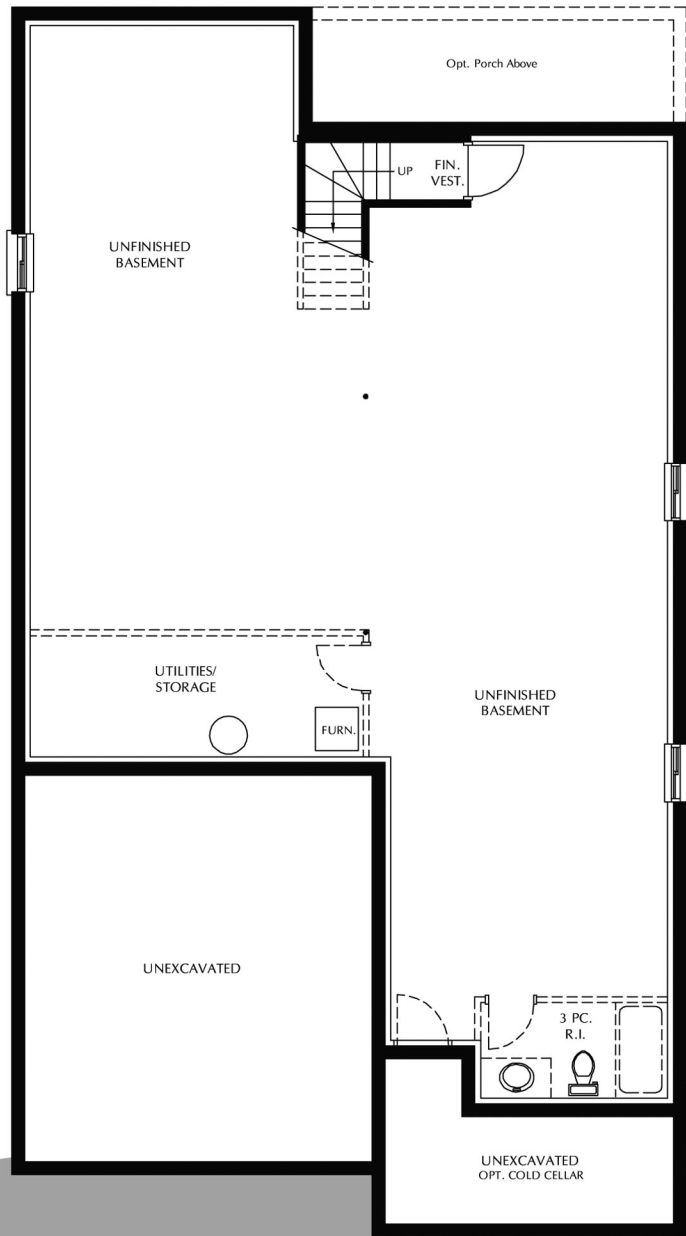 Opt. Porch Above
UP
FIN.
VEST.
UNFINISHED
BASEMENT
UTILITIES/
STORAGE
FURN.
UNFINISHED
BASEMENT
UNEXCAVATED
3 PC.
R.I.
UNEXCAVATED
OPT. COLD CELLAR